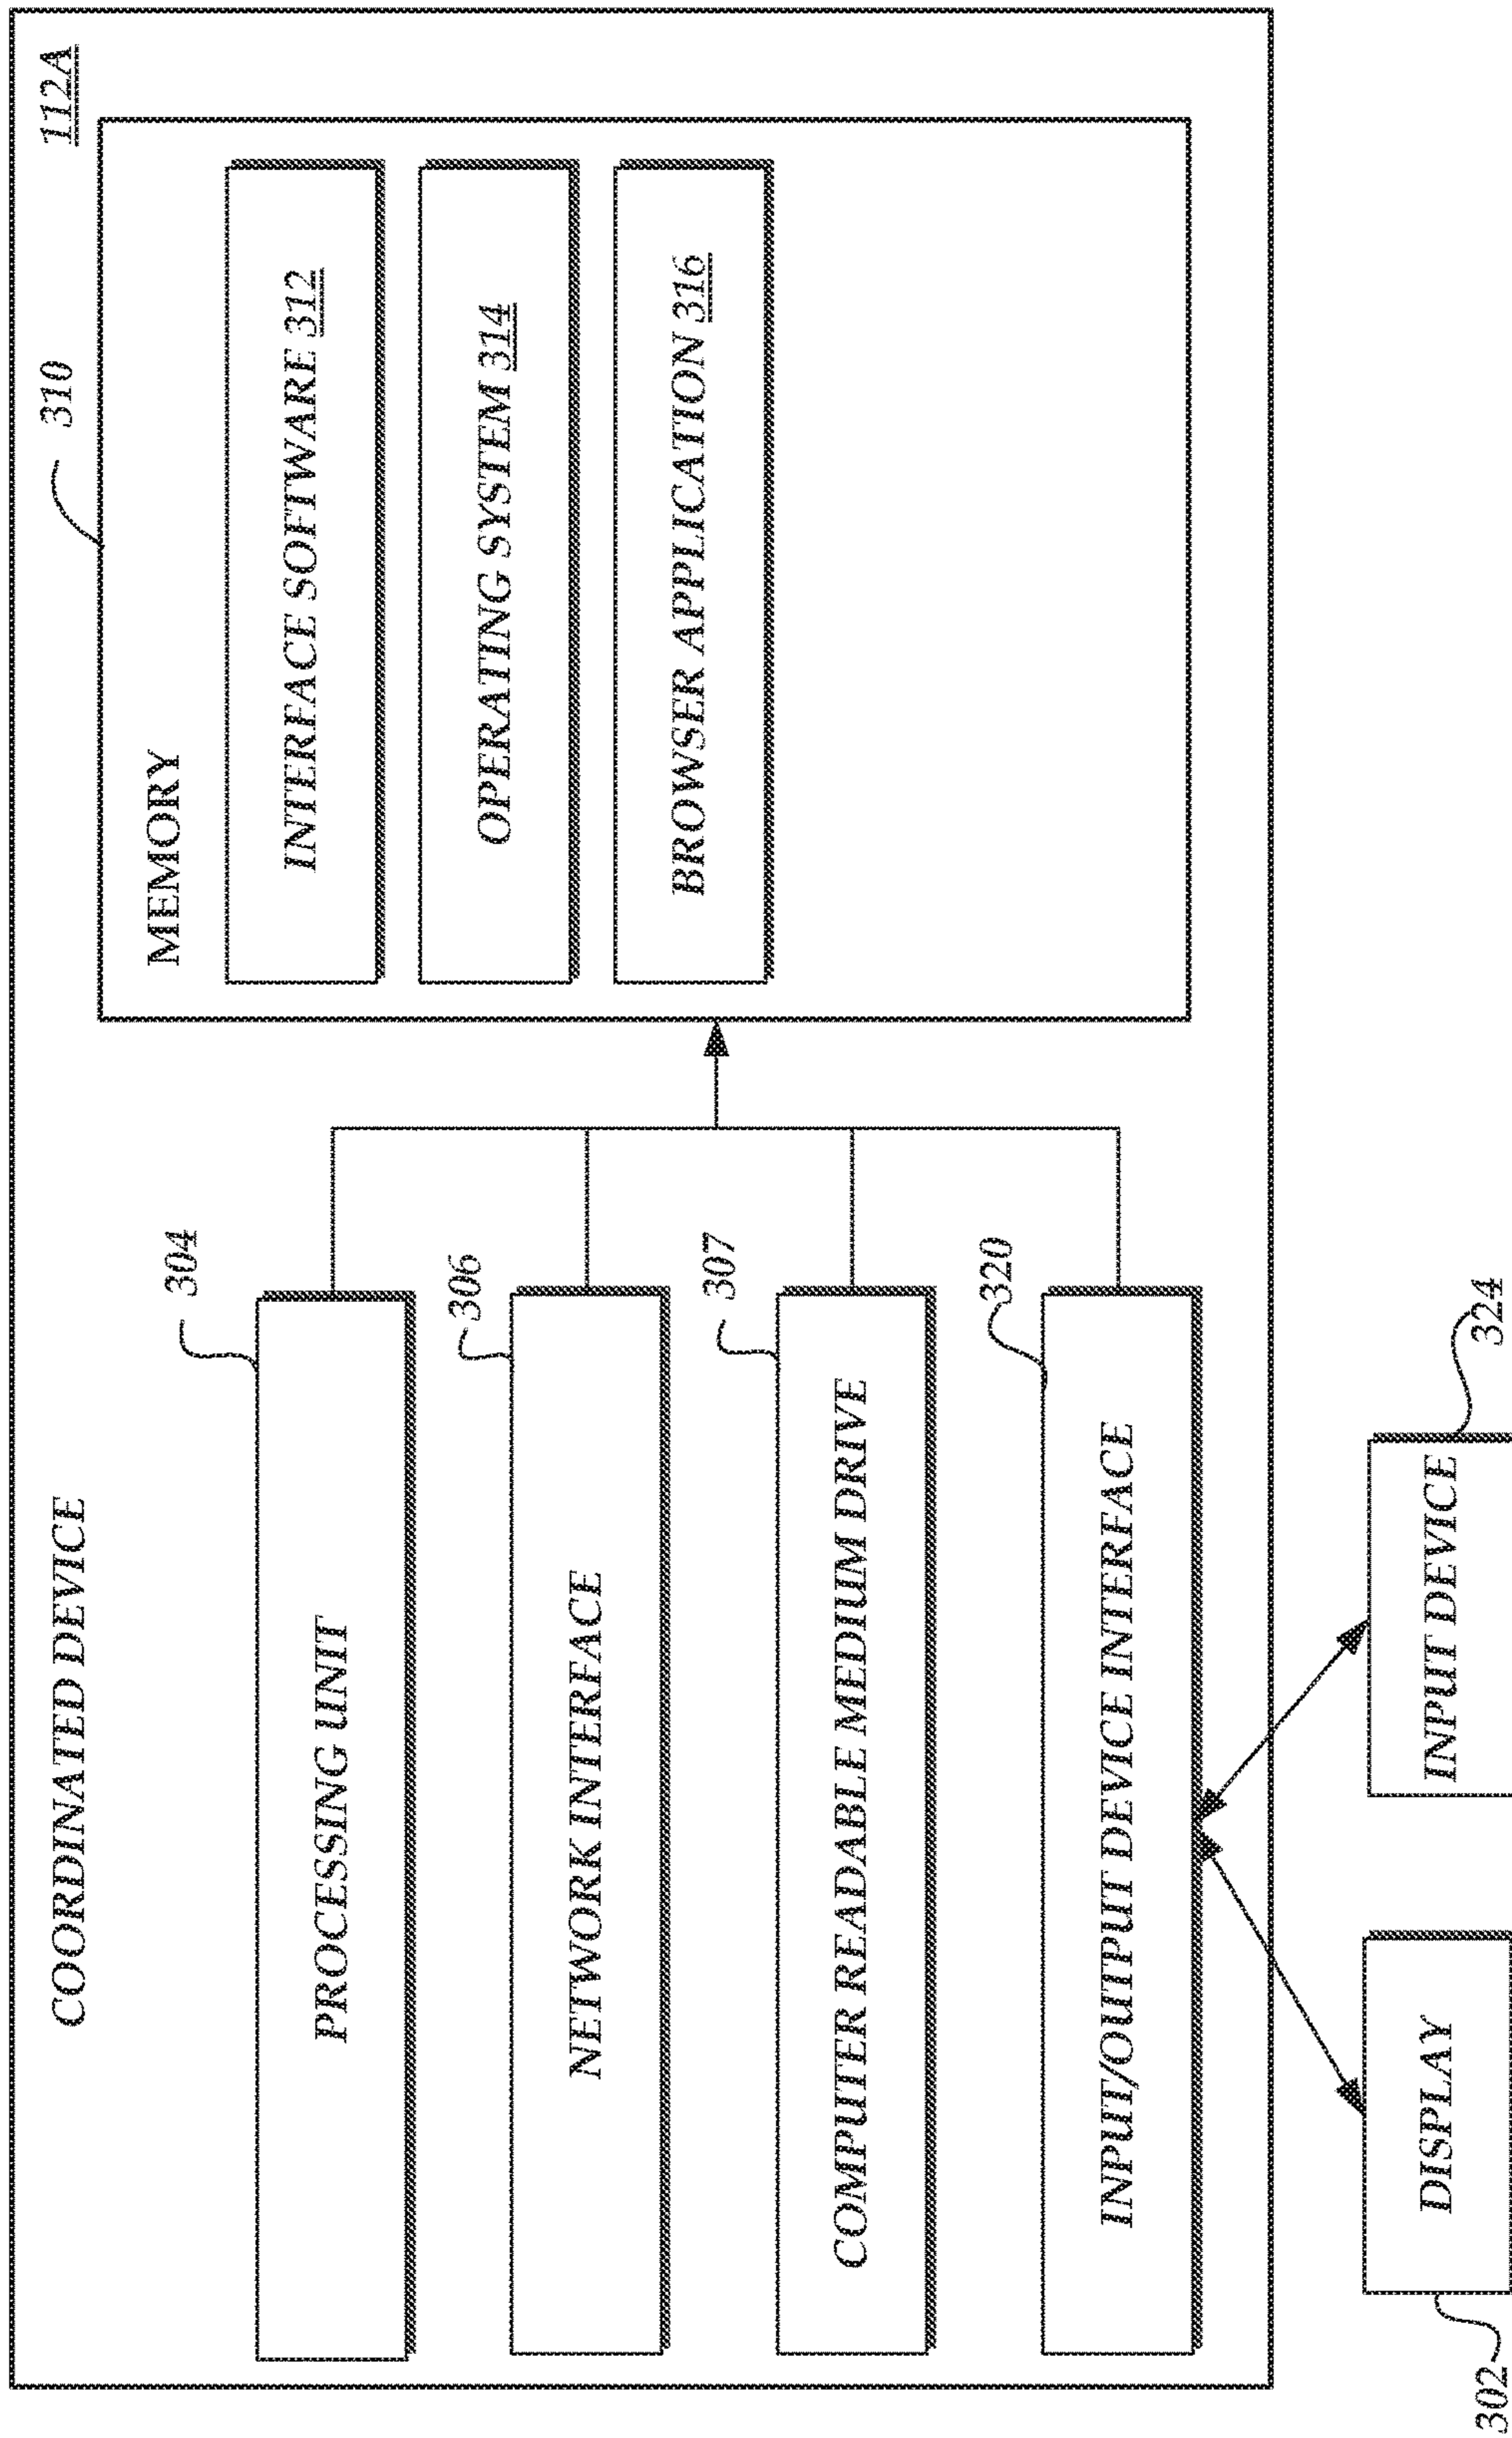 COORDINATED DEVICE
112A
310
MEMORY
INTERFACE SOFTWARE 312
OPERATING SYSTEM 314
BROWSER APPLICATION 316
304
PROCESSING UNIT
306
NETWORK INTERFACE
307
COMPUTER READABLE MEDIUM DRIVE
320
INPUT/OUTPUT DEVICE INTERFACE
DISPLAY
302
INPUT DEVICE
324